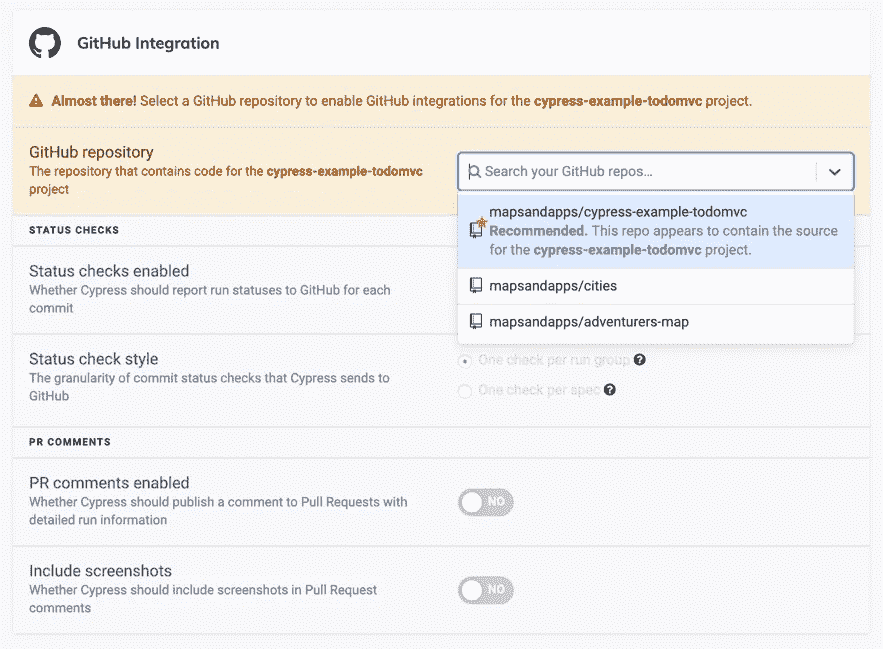 GitHub Integration
Almost there! Select a GitHub repository to enable GitHub integrations for the cypress-example-todomvc project.
GitHub repository
The repository that contains code for the cypress-example-todomvc
project
Search your GitHub repos...
mapsandapps/cypress-example-todomvc
Recommended. This repo appears to contain the source
for the cypress-example-todomvc project.
mapsandapps/cities
mapsandapps/adventurers-map
STATUS CHECKS
Status checks enabled
Whether Cypress should report run statuses to GitHub for each
commit
Status check style
The granularity of commit status checks that Cypress sends to
GitHub
One check per run group
One check per spec
PR COMMENTS
PR comments enabled
Whether Cypress should publish a comment to Pull Requests with
detailed run information
NO
Include screenshots
Whether Cypress should include screenshots in Pull Request
comments
NO